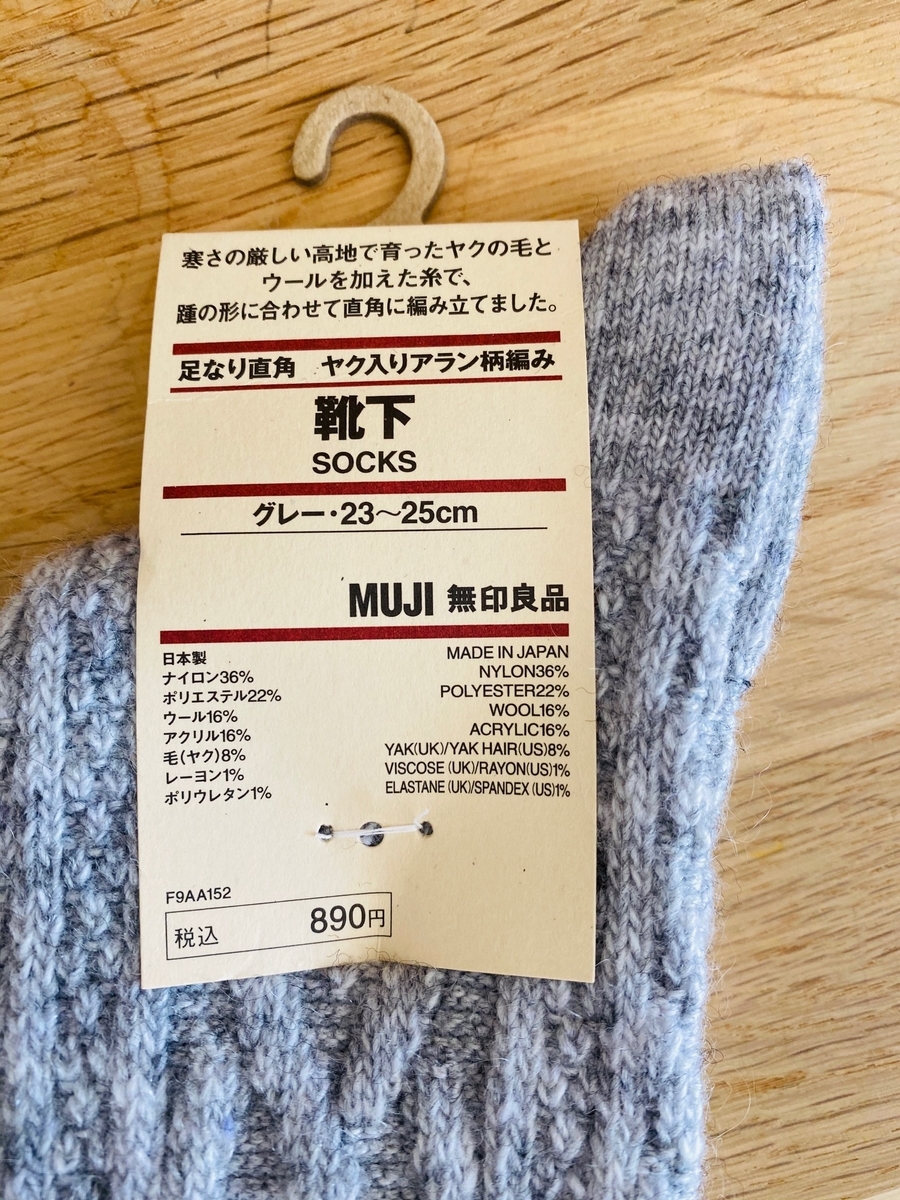 寒さの厳しい高地で育ったヤクの毛と
ウールを加えた糸で、
踵の形に合わせて直角に編み立てました。
足なり直角　ヤク入りアラン柄編み
靴下
SOCKS
グレー・23〜25cm
MUJI 無印良品
日本製
ナイロン36%
ポリエステル22%
ウール16%
アクリル16%
毛(ヤク)8%
レーヨン1%
ポリウレタン1%
MADE IN JAPAN
NYLON36%
POLYESTER22%
WOOL16%
ACRYLIC16%
YAK(UK)/YAK HAIR(US)8%
VISCOSE (UK)/RAYON(US)1%
ELASTANE (UK)/SPANDEX (US)1%
F9AA152
税込 890円